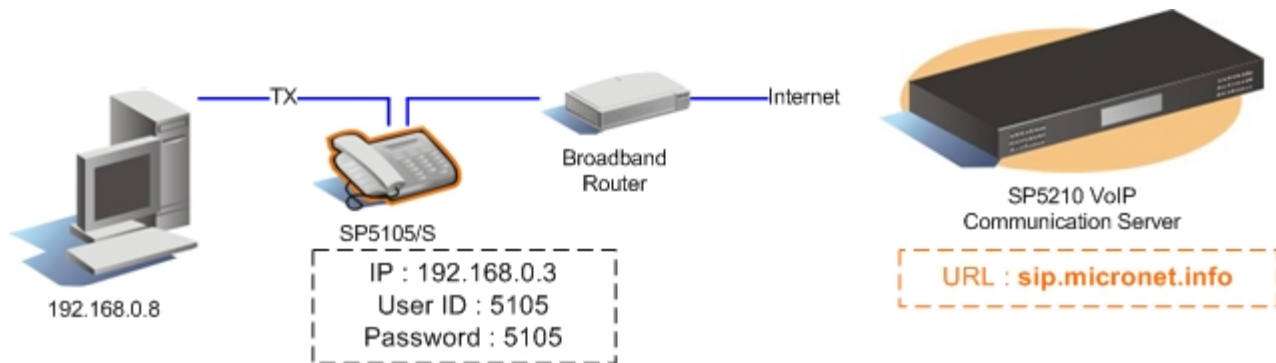 TX
Internet
Broadband
Router
SP5105/S
192.168.0.8
IP : 192.168.0.3
User ID : 5105
Password : 5105
SP5210 VoIP
Communication Server
URL : sip.micronet.info